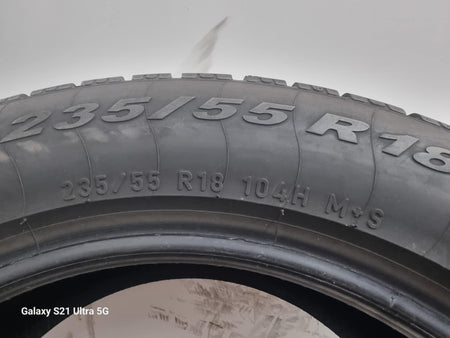 235/55 R18
235/55 R18 104H M+S
Galaxy S21 Ultra 5G